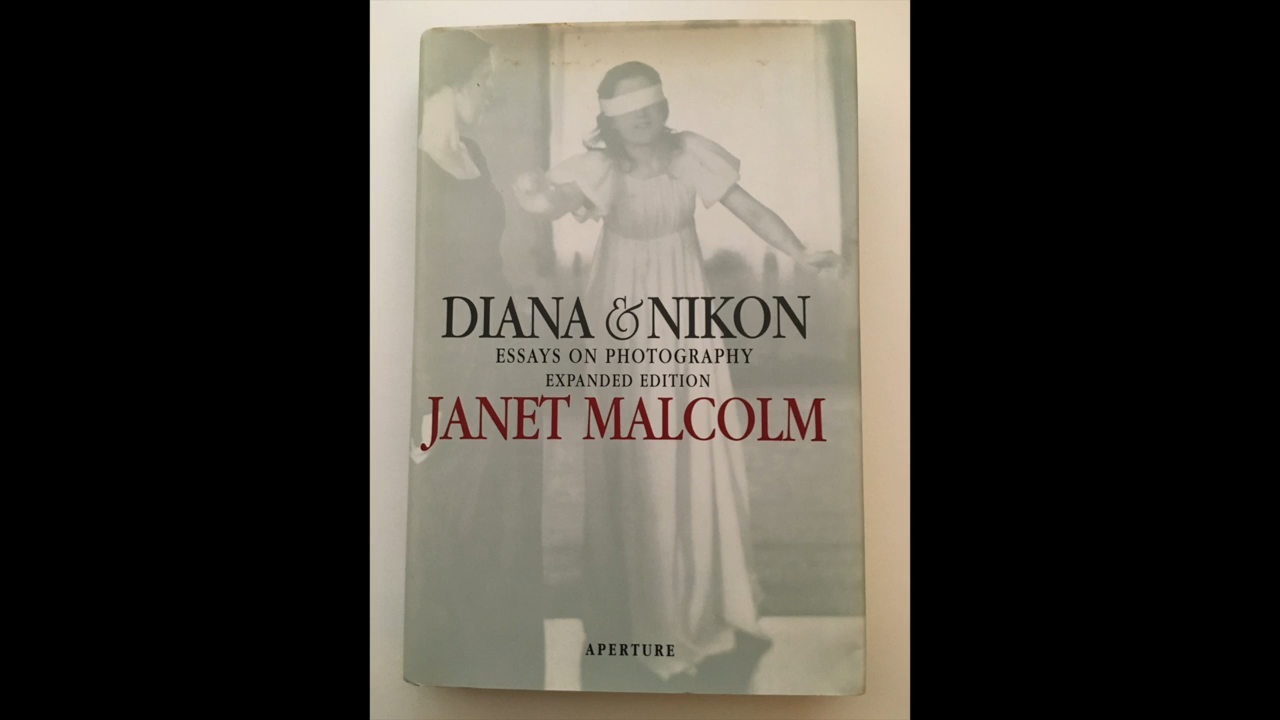 DIANA & NIKON
ESSAYS ON PHOTOGRAPHY
EXPANDED EDITION
JANET MALCOLM
APERTURE